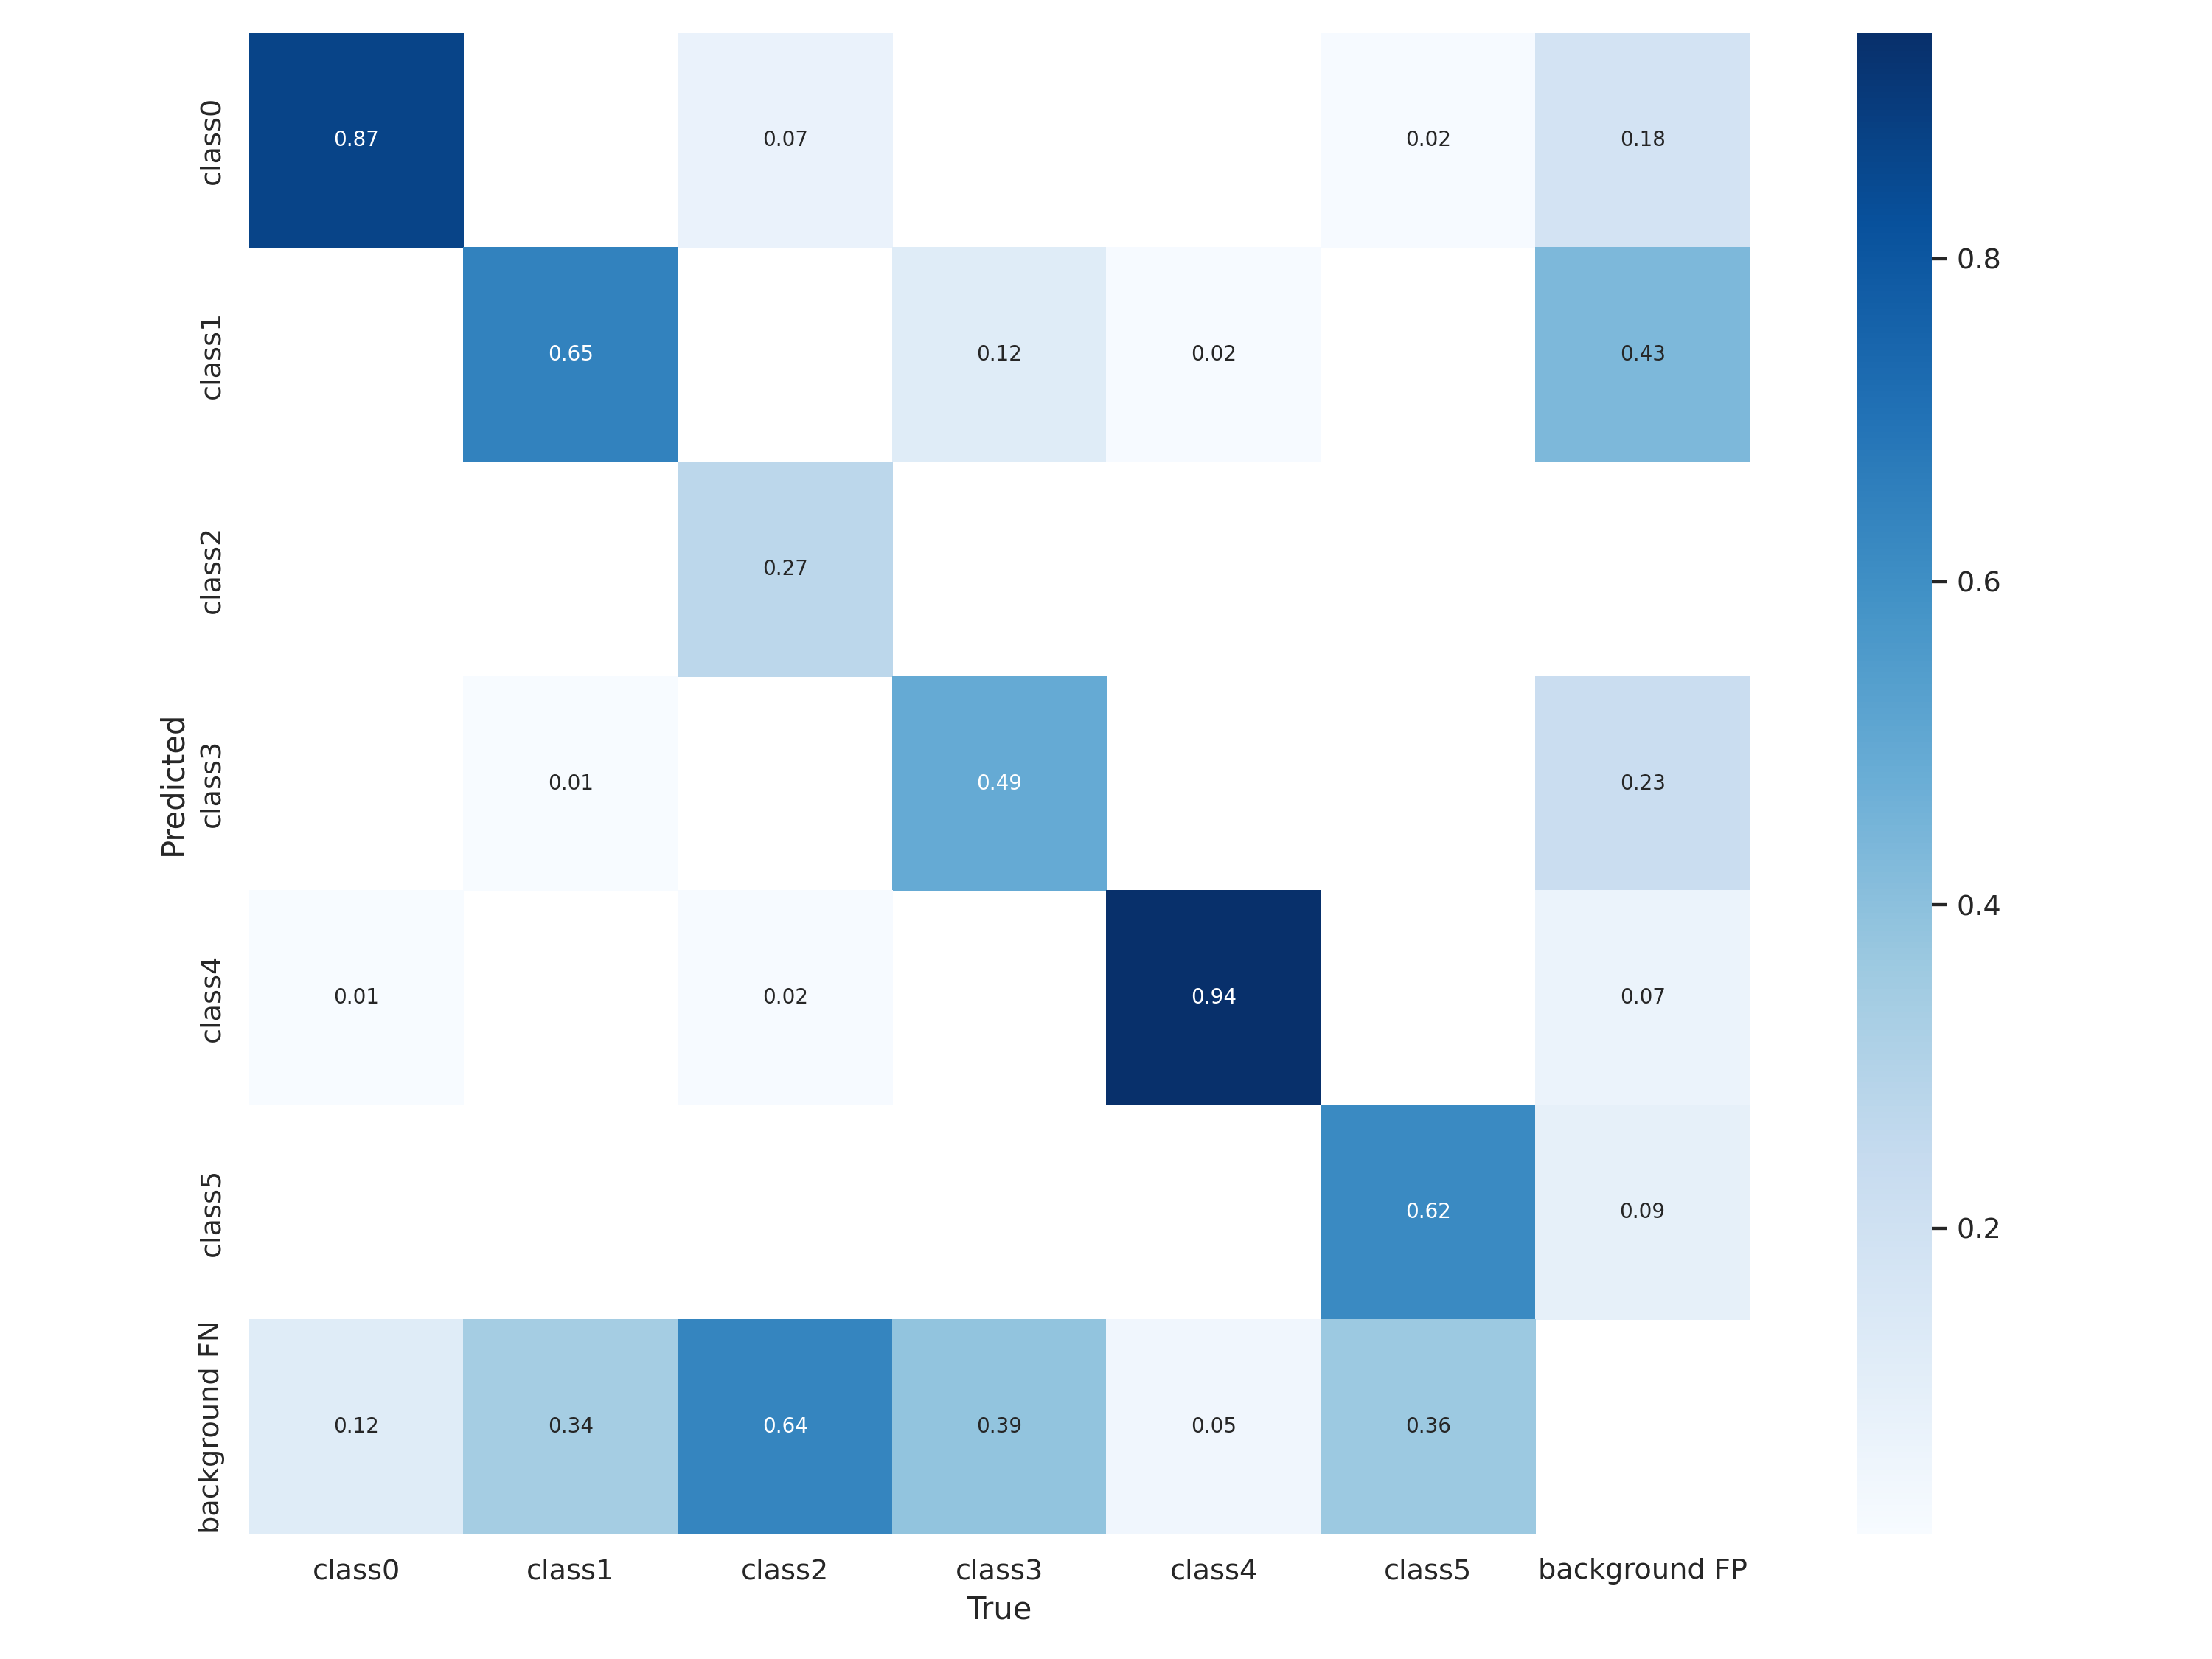 class0
0.87
0.07
0.02
0.18
0.8
class1
0.65
0.12
0.02
0.43
class2
0.27
0.6
Predicted
class3
0.01
0.49
0.23
0.4
class4
0.01
0.02
0.94
0.07
class5
0.62
0.09
0.2
background FN
0.12
0.34
0.64
0.39
0.05
0.36
class0
class1
class2
class3
class4
class5
background FP
True